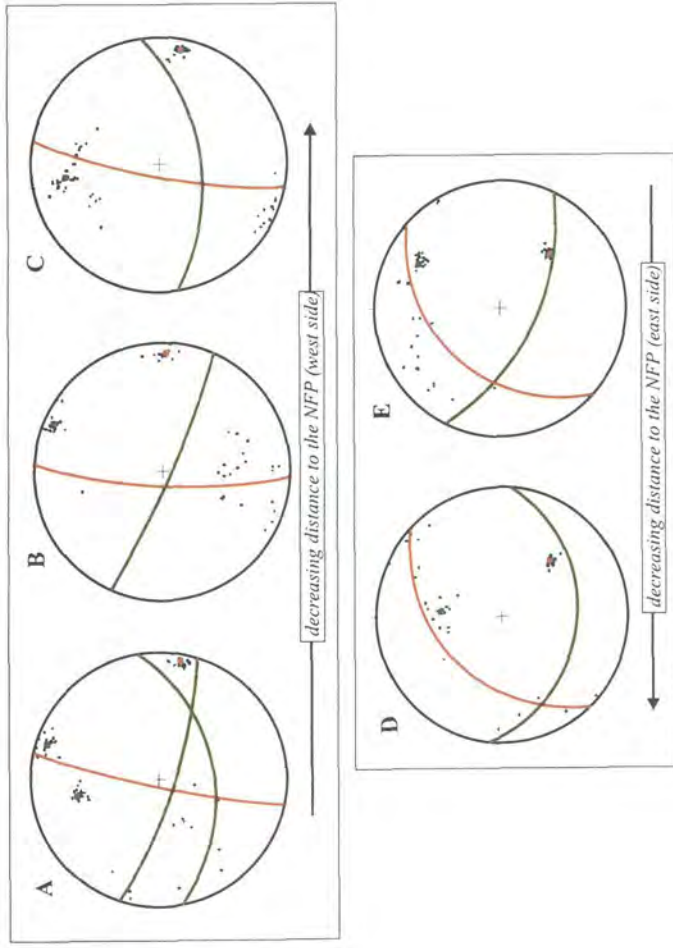 A
B
C
decreasing distance to the NFP (west side)
D
E
decreasing distance to the NFP (east side)